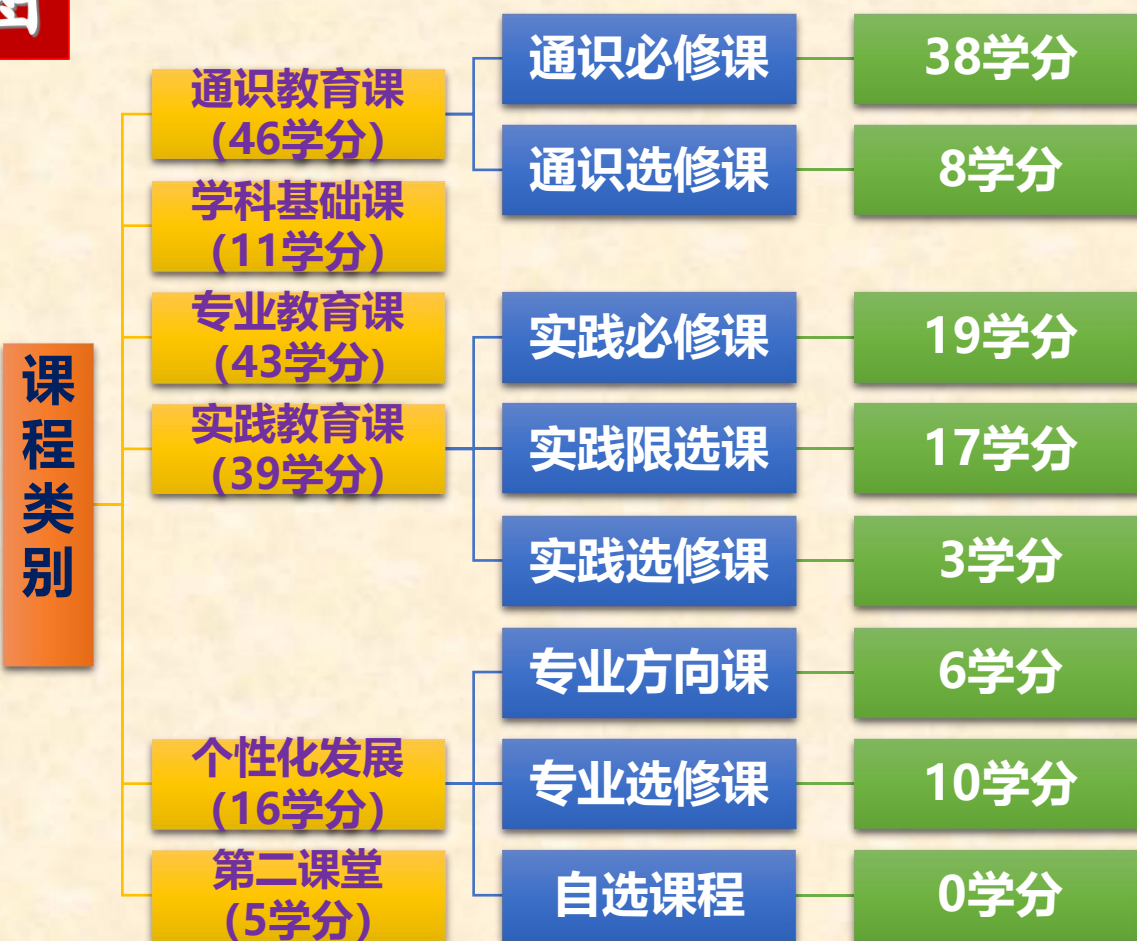 图
课程类别
通识教育课
(46学分)
通识必修课
38学分
通识选修课
8学分
学科基础课
(11学分)
专业教育课
(43学分)
实践教育课
(39学分)
实践必修课
19学分
实践限选课
17学分
实践选修课
3学分
个性化发展
(16学分)
专业方向课
6学分
专业选修课
10学分
自选课程
0学分
第二课堂
(5学分)